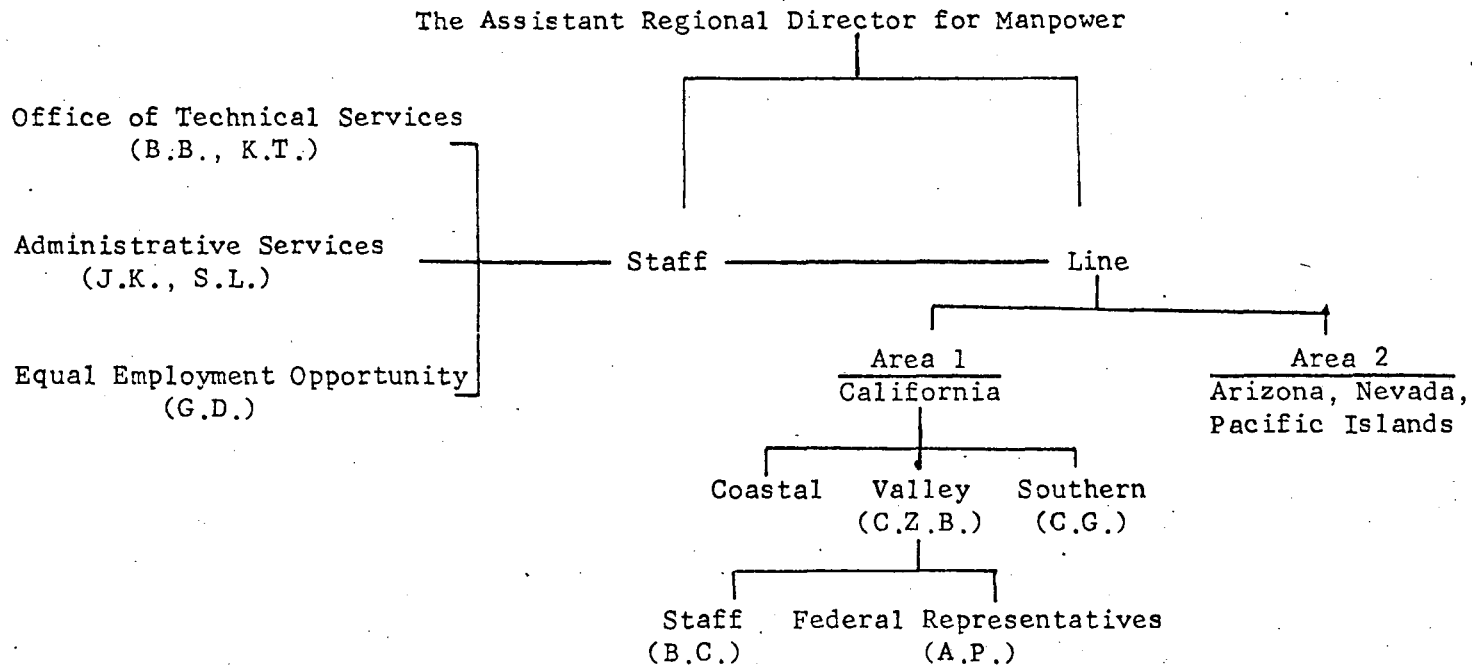 The Assistant Regional Director for Manpower
Office of Technical Services
(B.B., K.T.)
Administrative Services
(J.K., S.L.)
Equal Employment Opportunity
(G.D.)
Staff
Line
Area 1
California
Area 2
Arizona, Nevada,
Pacific Islands
Coastal
Valley
(C.Z.B.)
Southern
(C.G.)
Staff
(B.C.)
Federal Representatives
(A.P.)